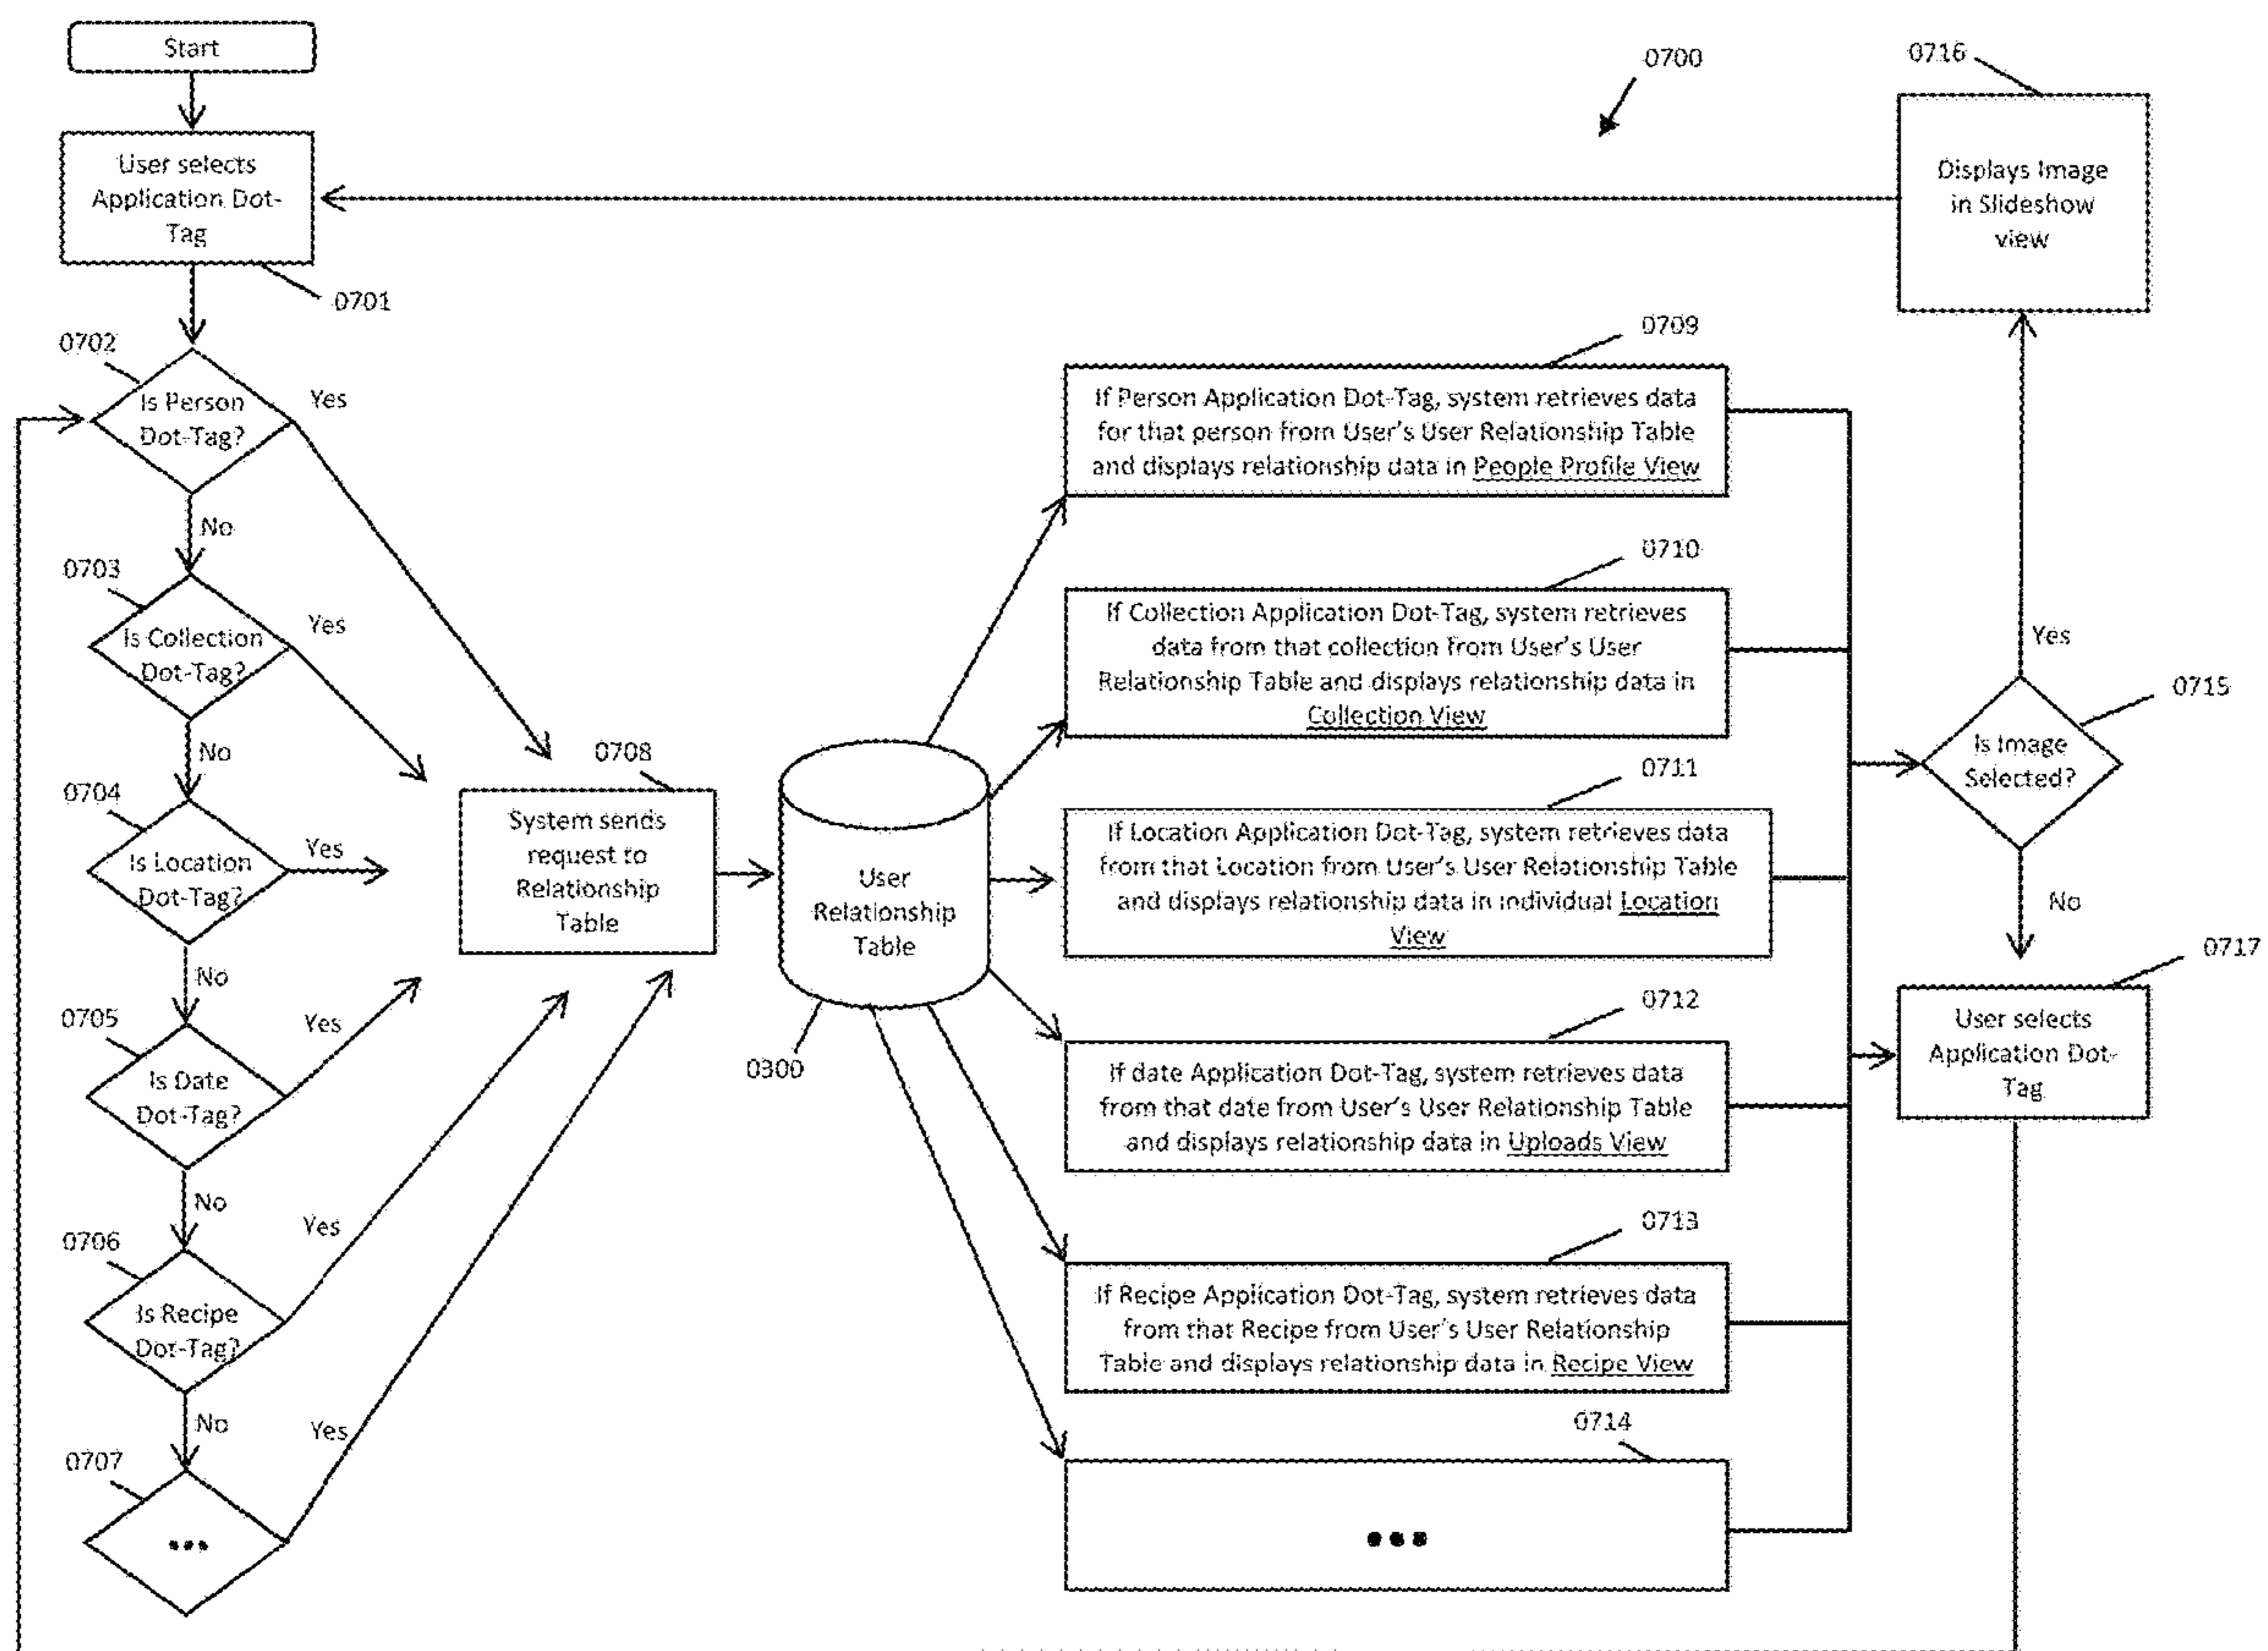 Start
0700
0716
User selects
Application Dot-
Tag
0701
Displays Image
in Slideshow
view
0702
Is Person
Dot-Tag?
Yes
No
0703
Is Collection
Dot-Tag?
Yes
No
0704
Is Location
Dot-Tag?
Yes
No
0705
Is Date
Dot-Tag?
Yes
No
0706
Is Recipe
Dot-Tag?
Yes
No
0707
...
Yes
0708
System sends
request to
Relationship
Table
User
Relationship
Table
0300
0709
If Person Application Dot-Tag, system retrieves data
for that person from User's User Relationship Table
and displays relationship data in People Profile View
0710
If Collection Application Dot-Tag, system retrieves
data from that collection from User's User
Relationship Table and displays relationship data in
Collection View
0711
If Location Application Dot-Tag, system retrieves data
from that Location from User's User Relationship Table
and displays relationship data in individual Location
View
0712
If date Application Dot-Tag, system retrieves data
from that date from User's User Relationship Table
and displays relationship data in Uploads View
0713
If Recipe Application Dot-Tag, system retrieves data
from that Recipe from User's User Relationship
Table and displays relationship data in Recipe View
0714
...
Yes
0715
Is Image
Selected?
No
0717
User selects
Application Dot-
Tag